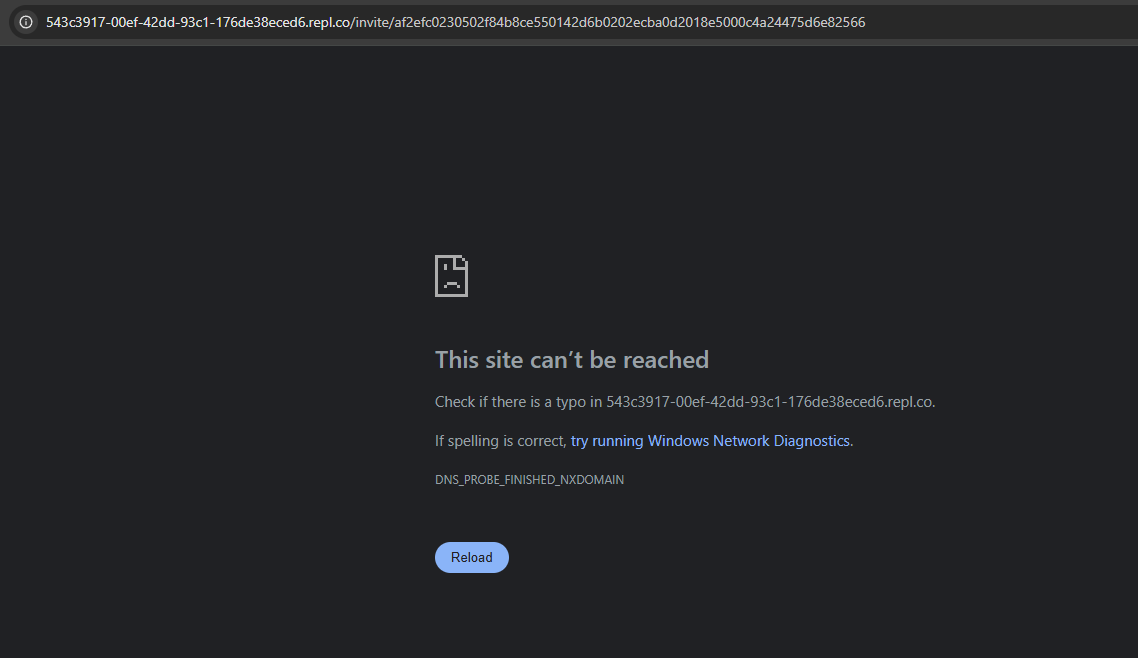 543c3917-00ef-42dd-93c1-176de38eced6.repl.co/invite/af2efc0230502f84b8ce550142d6b0202ecba0d2018e5000c4a24475d6e82566
This site can’t be reached
Check if there is a typo in 543c3917-00ef-42dd-93c1-176de38eced6.repl.co.
If spelling is correct, try running Windows Network Diagnostics.
DNS_PROBE_FINISHED_NXDOMAIN
Reload